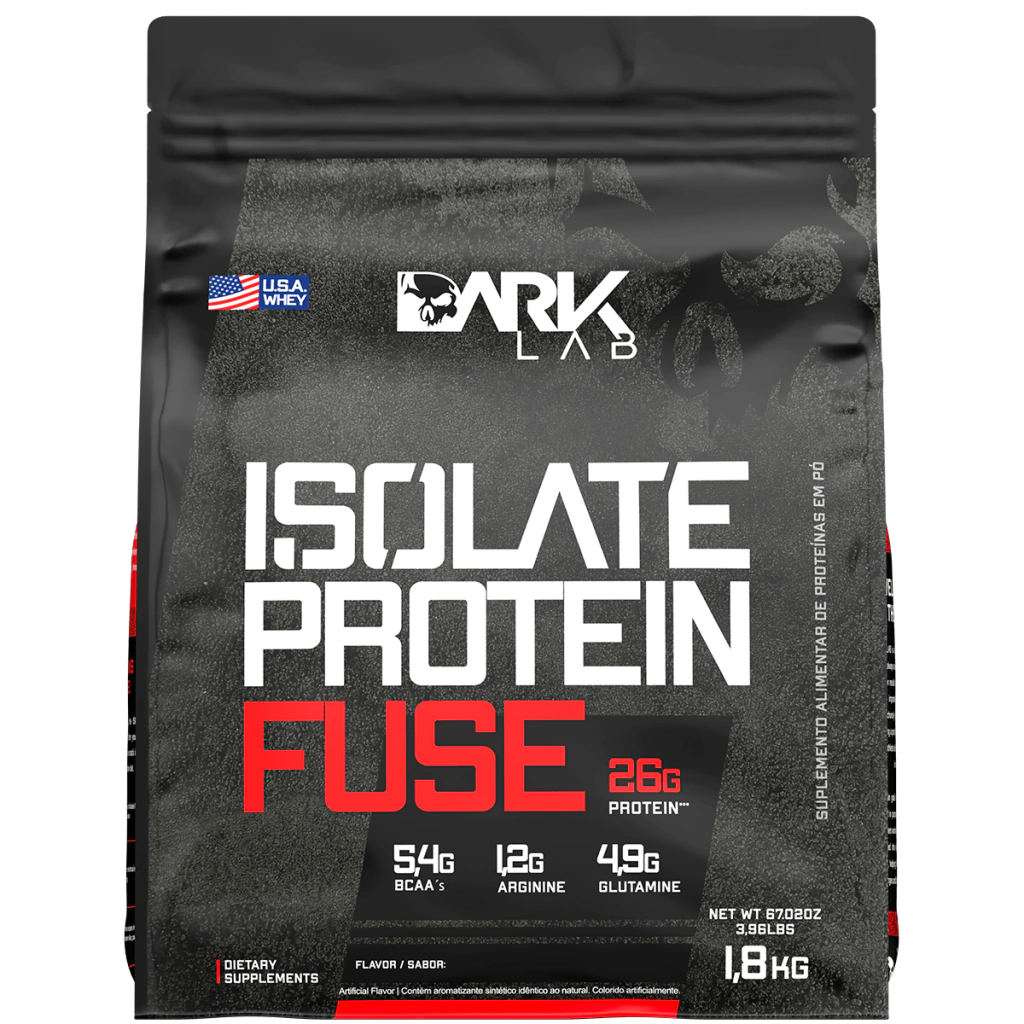 U.S.A.
WHEY
DARK
LAB
ISOLATE
PROTEIN
FUSE
26G
PROTEIN***
5,4G
BCAA´s
1,2G
ARGININE
4,9G
GLUTAMINE
SUPLEMENTO ALIMENTAR DE PROTEÍNAS EM PÓ
NET WT 67.02OZ
3,96LBS
1,8KG
DIETARY
SUPPLEMENTS
FLAVOR / SABOR:
Artificial Flavor | Contém aromatizante sintético idêntico ao natural. Colorido artificialmente.